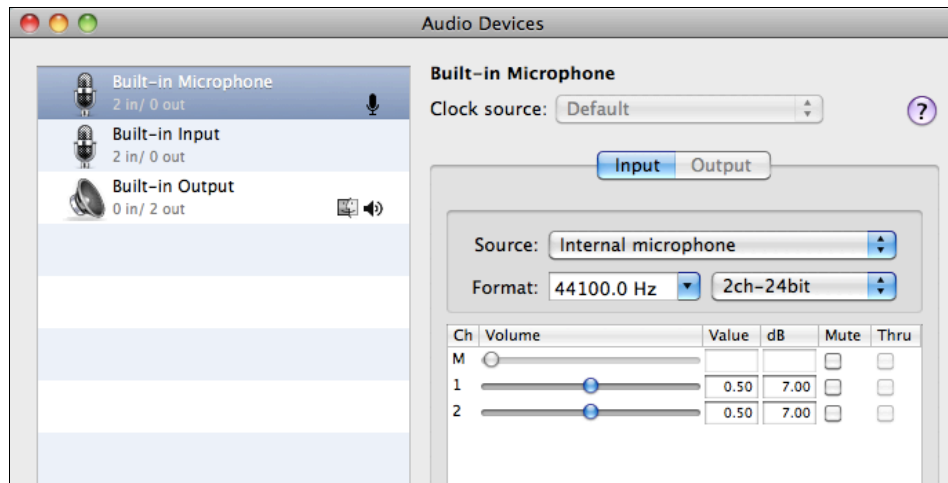 Audio Devices
Built-in Microphone
2 in/ 0 out
Built-in Input
2 in/ 0 out
Built-in Output
0 in/ 2 out
Built-in Microphone
Clock source: Default
?
Input Output
Source: Internal microphone
Format: 44100.0 Hz 2ch-24bit
Ch Volume Value dB Mute Thru
M
1 0.50 7.00
2 0.50 7.00